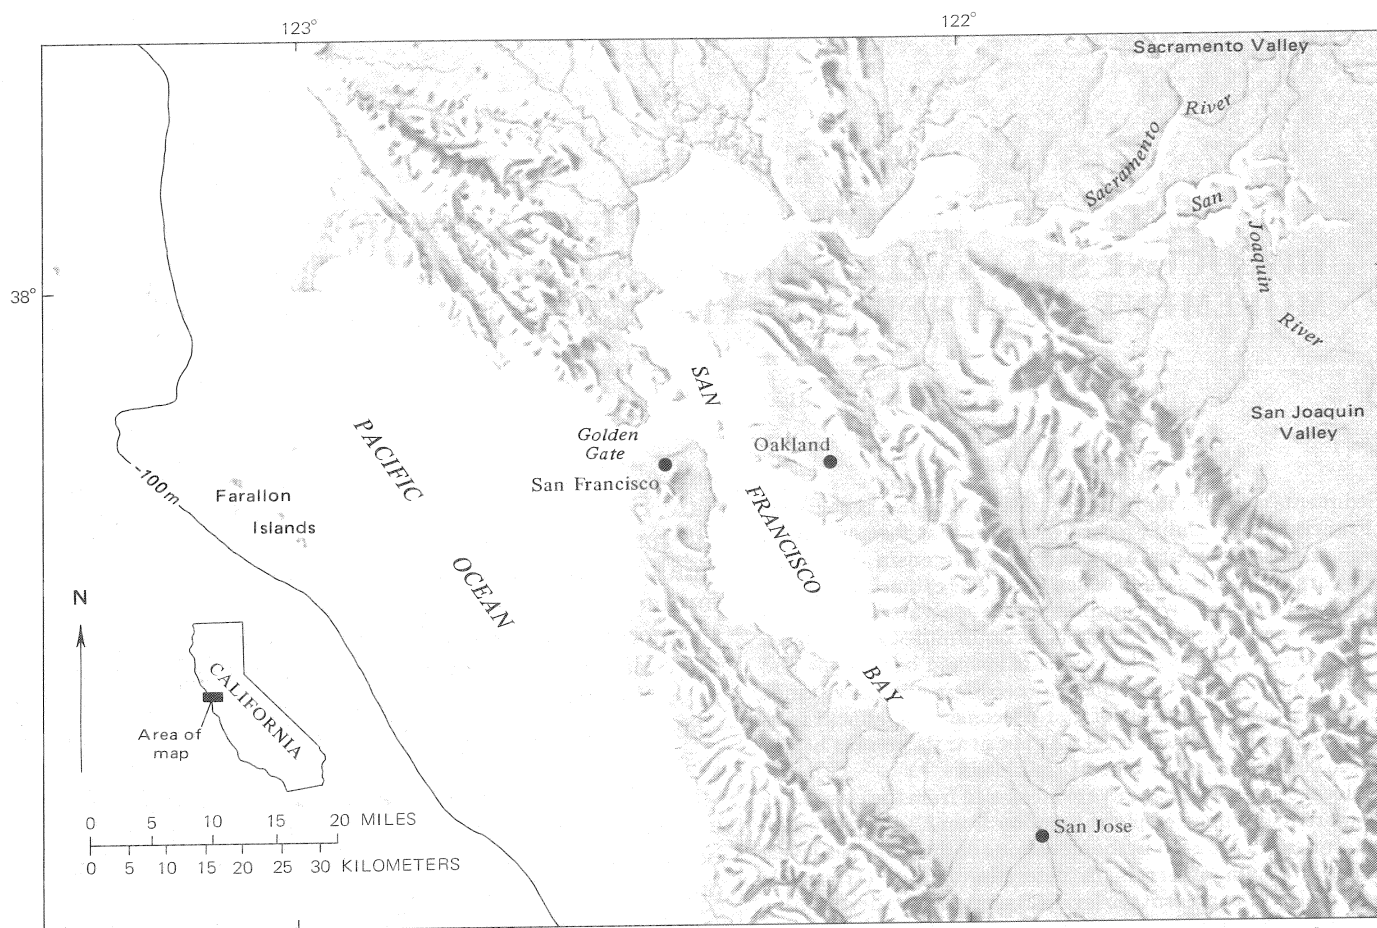 123°
122°
Sacramento Valley
River
Sacramento
San
Joaquin
River
38°
SAN
San Joaquin
Valley
PACIFIC
Golden
Gate
Oakland
San Francisco
-100m
Farallon
Islands
FRANCISCO
OCEAN
N
BAY
CALIFORNIA
Area of
map
0 5 10 15 20 MILES
0 5 10 15 20 25 30 KILOMETERS
San Jose